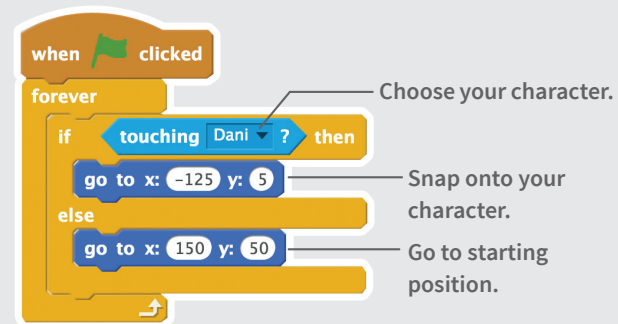 when clicked
forever
if touching Dani ? then
Choose your character.
go to x: -125 y: 5
Snap onto your
character.
else
go to x: 150 y: 50
Go to starting
position.